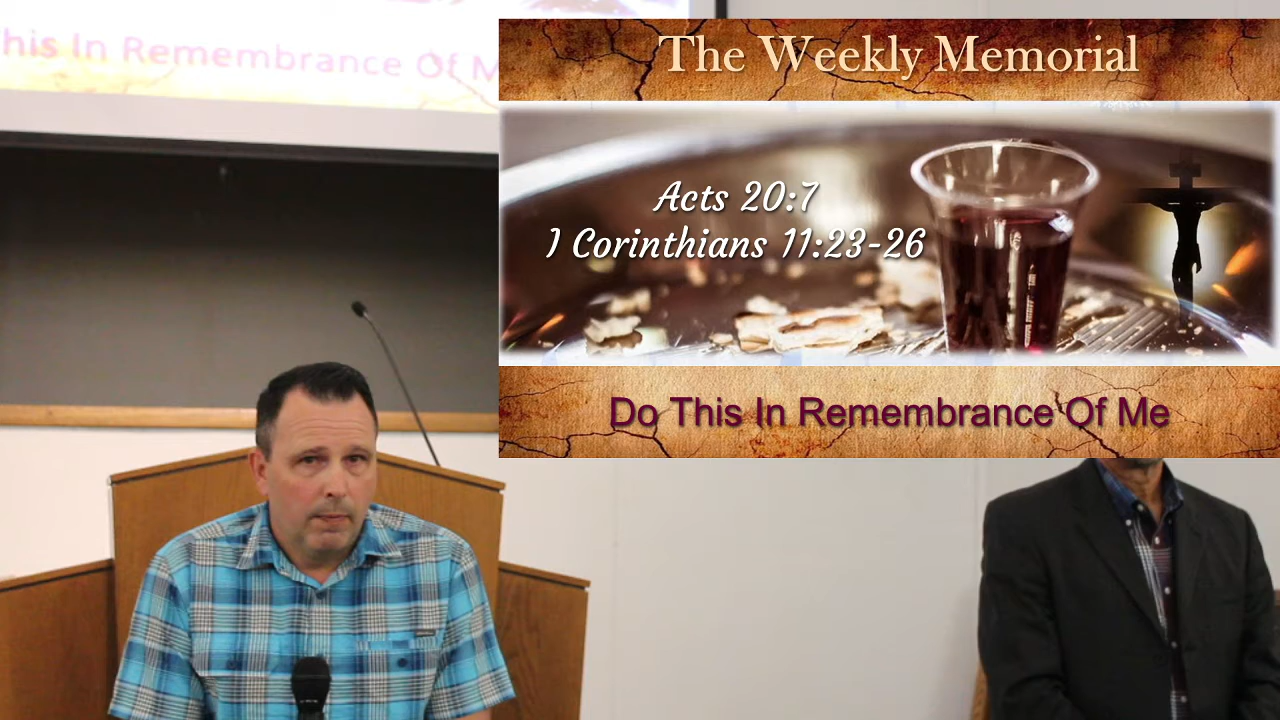 his In Remembrance Of M
The Weekly Memorial
Acts 20:7
1 Corinthians 11:23-26
Do This In Remembrance Of Me